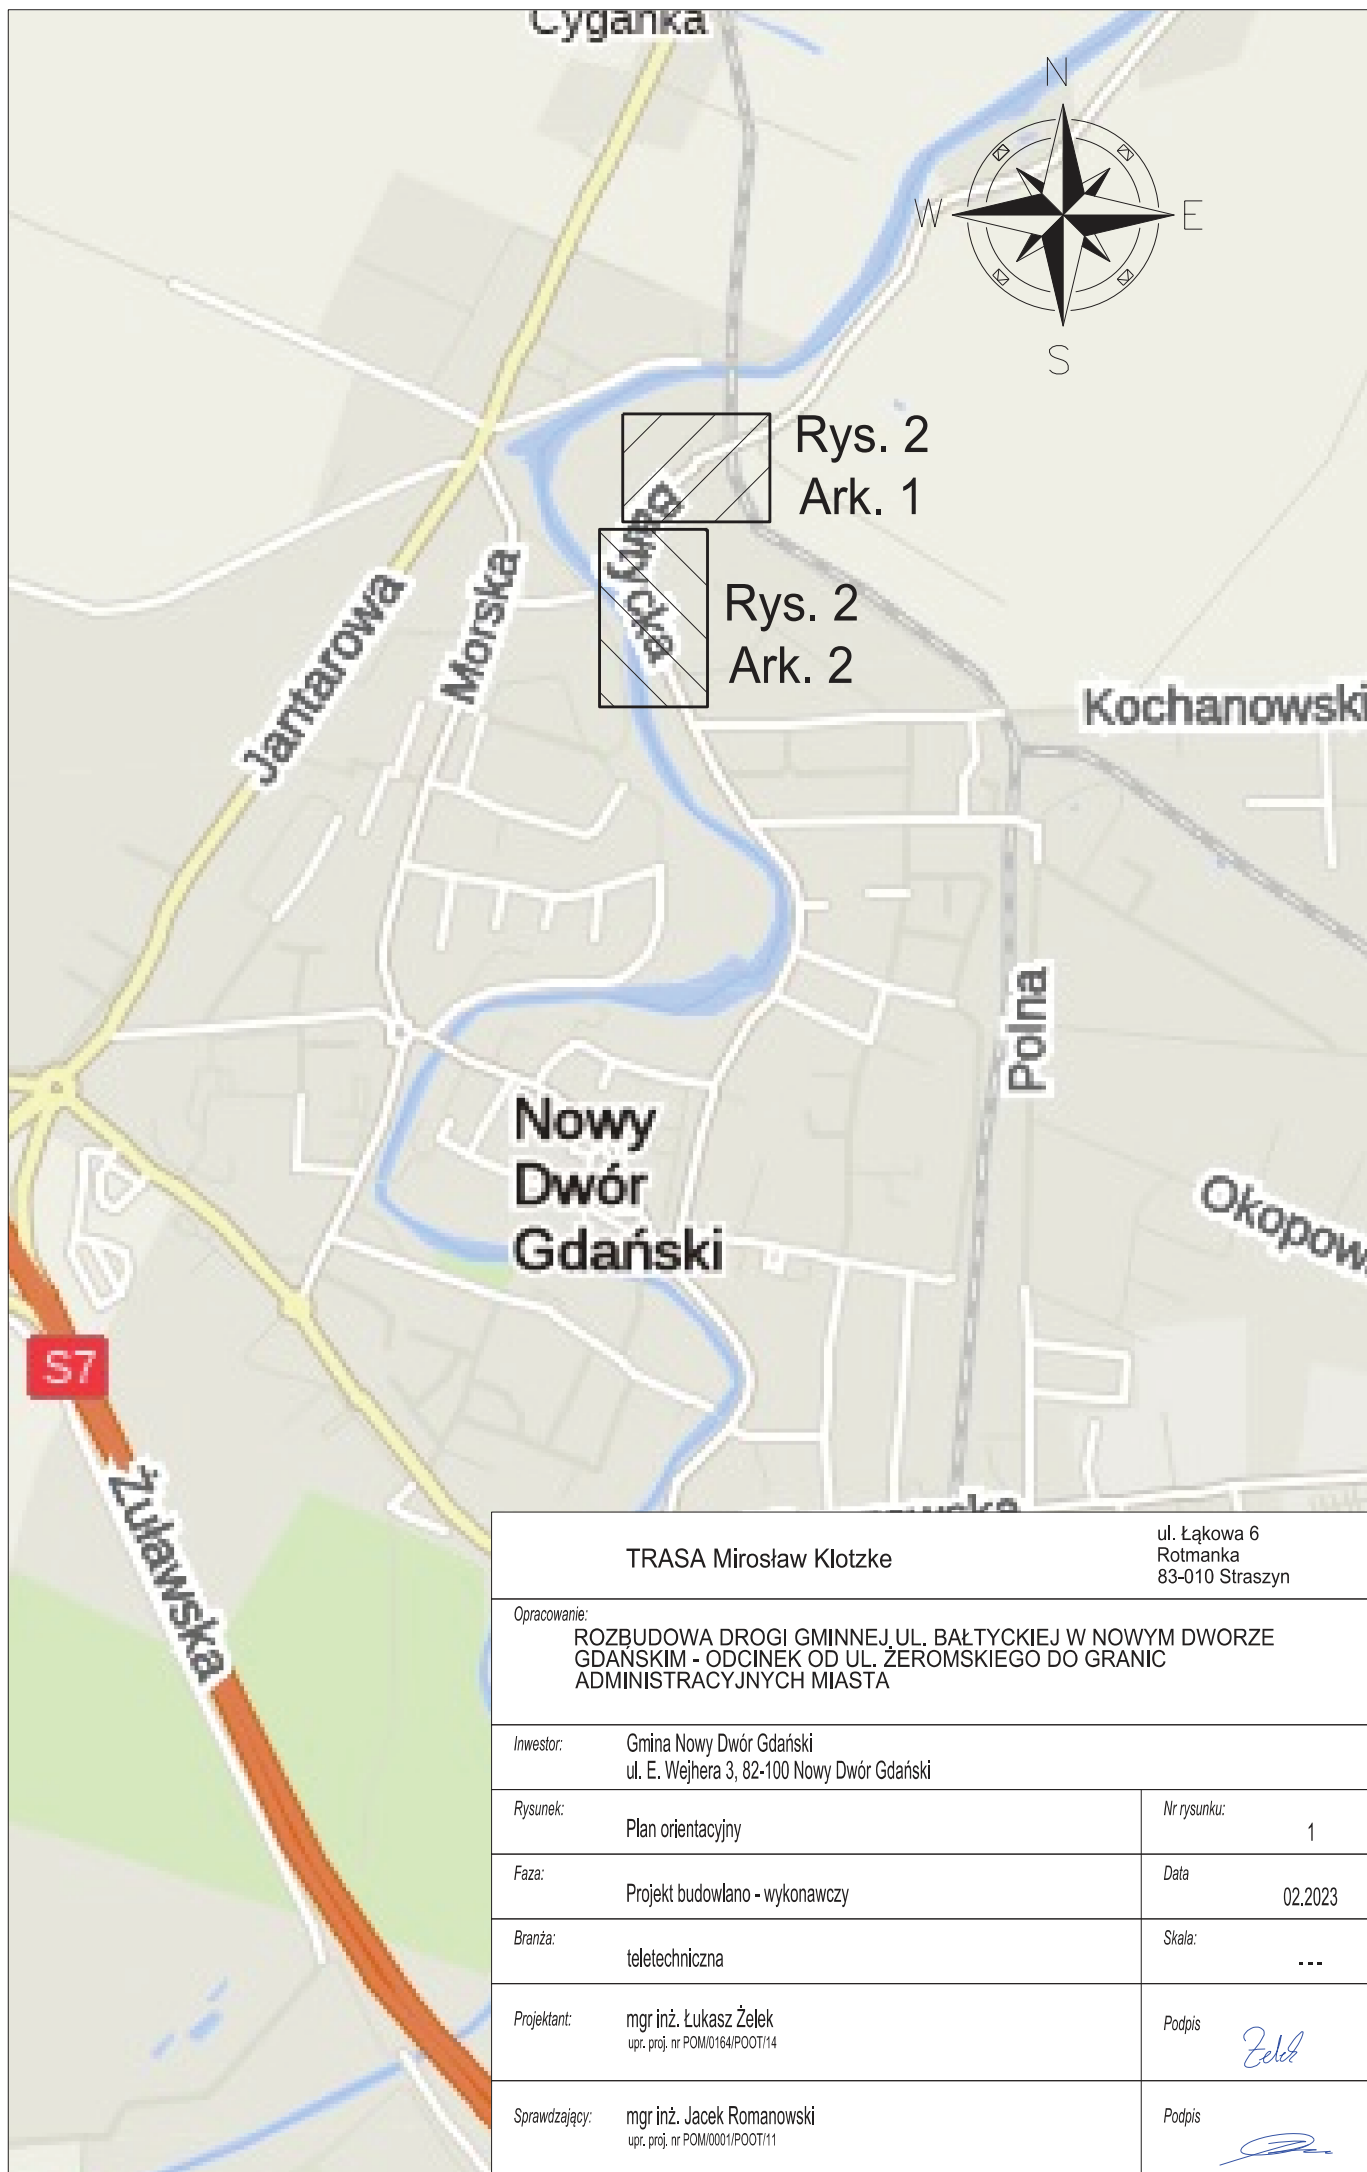 Cyganka
N
W
E
S
Rys. 2
Ark. 1
Bałtycka
Rys. 2
Ark. 2
Morska
Jantarowa
Kochanowski
Polna
Nowy
Dwór
Gdański
Okopow
S7
Żuławska
TRASA Mirosław Klotzke
ul. Łąkowa 6
Rotmanka
83-010 Straszyn
Opracowanie:
ROZBUDOWA DROGI GMINNEJ UL. BAŁTYCKIEJ W NOWYM DWORZE
GDAŃSKIM - ODCINEK OD UL. ŻEROMSKIEGO DO GRANIC
ADMINISTRACYJNYCH MIASTA
Inwestor:
Gmina Nowy Dwór Gdański
ul. E. Wejhera 3, 82-100 Nowy Dwór Gdański
Rysunek:
Plan orientacyjny
Nr rysunku:
1
Faza:
Projekt budowlano - wykonawczy
Data
02.2023
Branża:
teletechniczna
Skala:
---
Projektant:
mgr inż. Łukasz Żelek
upr. proj. nr POM/0164/POOT/14
Podpis
Żelek
Sprawdzający:
mgr inż. Jacek Romanowski
upr. proj. nr POM/0001/POOT/11
Podpis